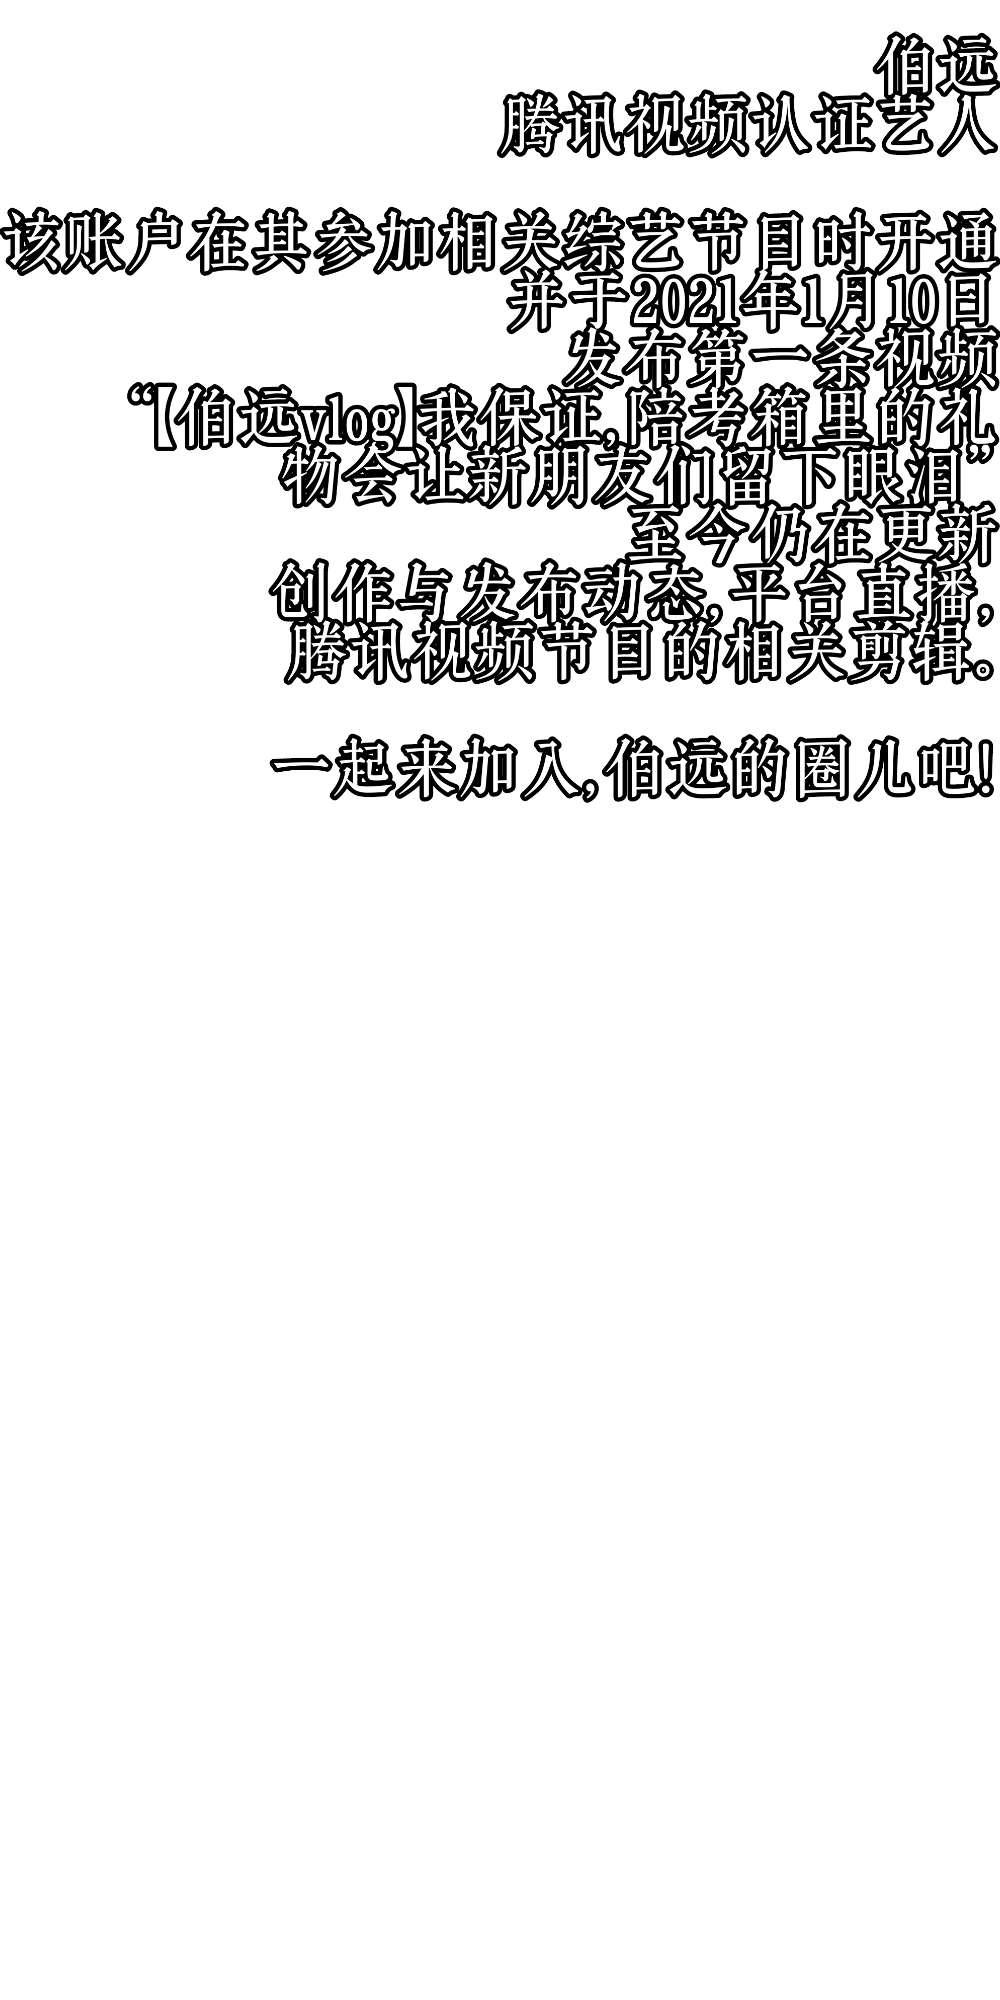 伯远
腾讯视频认证艺人
该账户在其参加相关综艺节目时开通
并于2021年1月10日
发布第一条视频
“【伯远vlog】我保证,陪考箱里的礼
物会让新朋友们留下眼泪”
至今仍在更新
创作与发布动态,平台直播,
腾讯视频节目的相关剪辑。
一起来加入,伯远的圈儿吧!